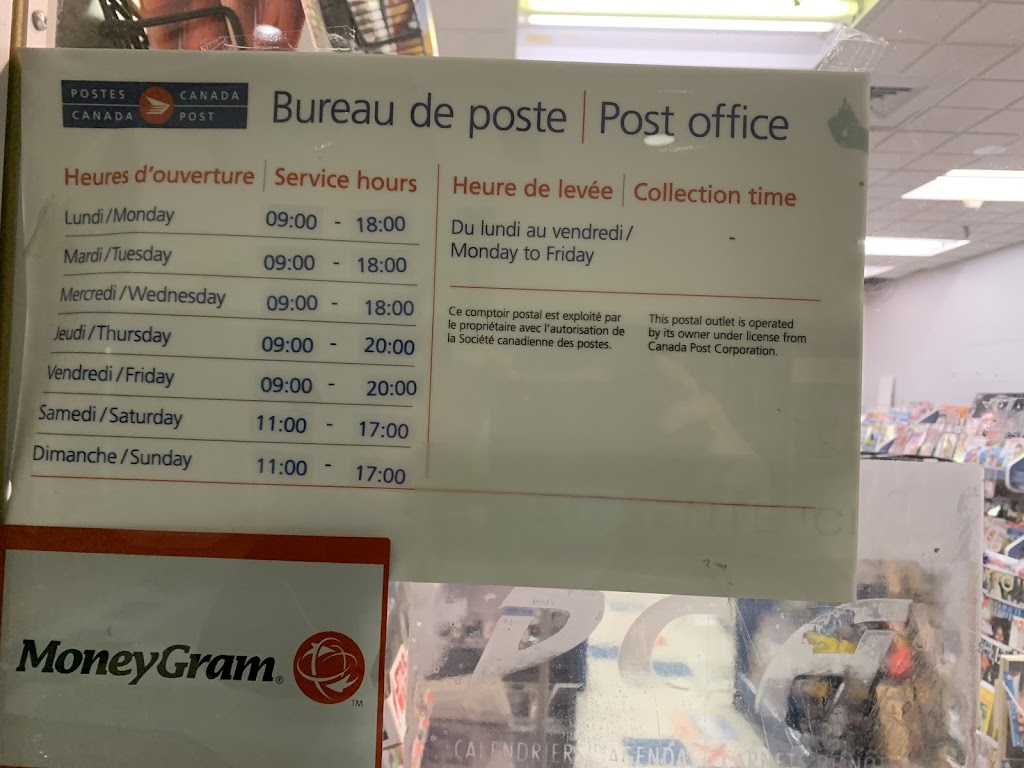 POSTES CANADA
CANADA POST
Bureau de poste | Post office
Heures d'ouverture | Service hours
Lundi/Monday 09:00 - 18:00
Mardi/Tuesday 09:00 - 18:00
Mercredi/Wednesday 09:00 - 18:00
Jeudi/Thursday 09:00 - 20:00
Vendredi/Friday 09:00 - 20:00
Samedi/Saturday 11:00 - 17:00
Dimanche/Sunday 11:00 - 17:00
Heure de levée | Collection time
Du lundi au vendredi/ -
Monday to Friday
Ce comptoir postal est exploité par
le propriétaire avec l'autorisation de
la Société canadienne des postes.
This postal outlet is operated
by its owner under license from
Canada Post Corporation.
MoneyGram®
TM
CALENDRIERS AGENDA